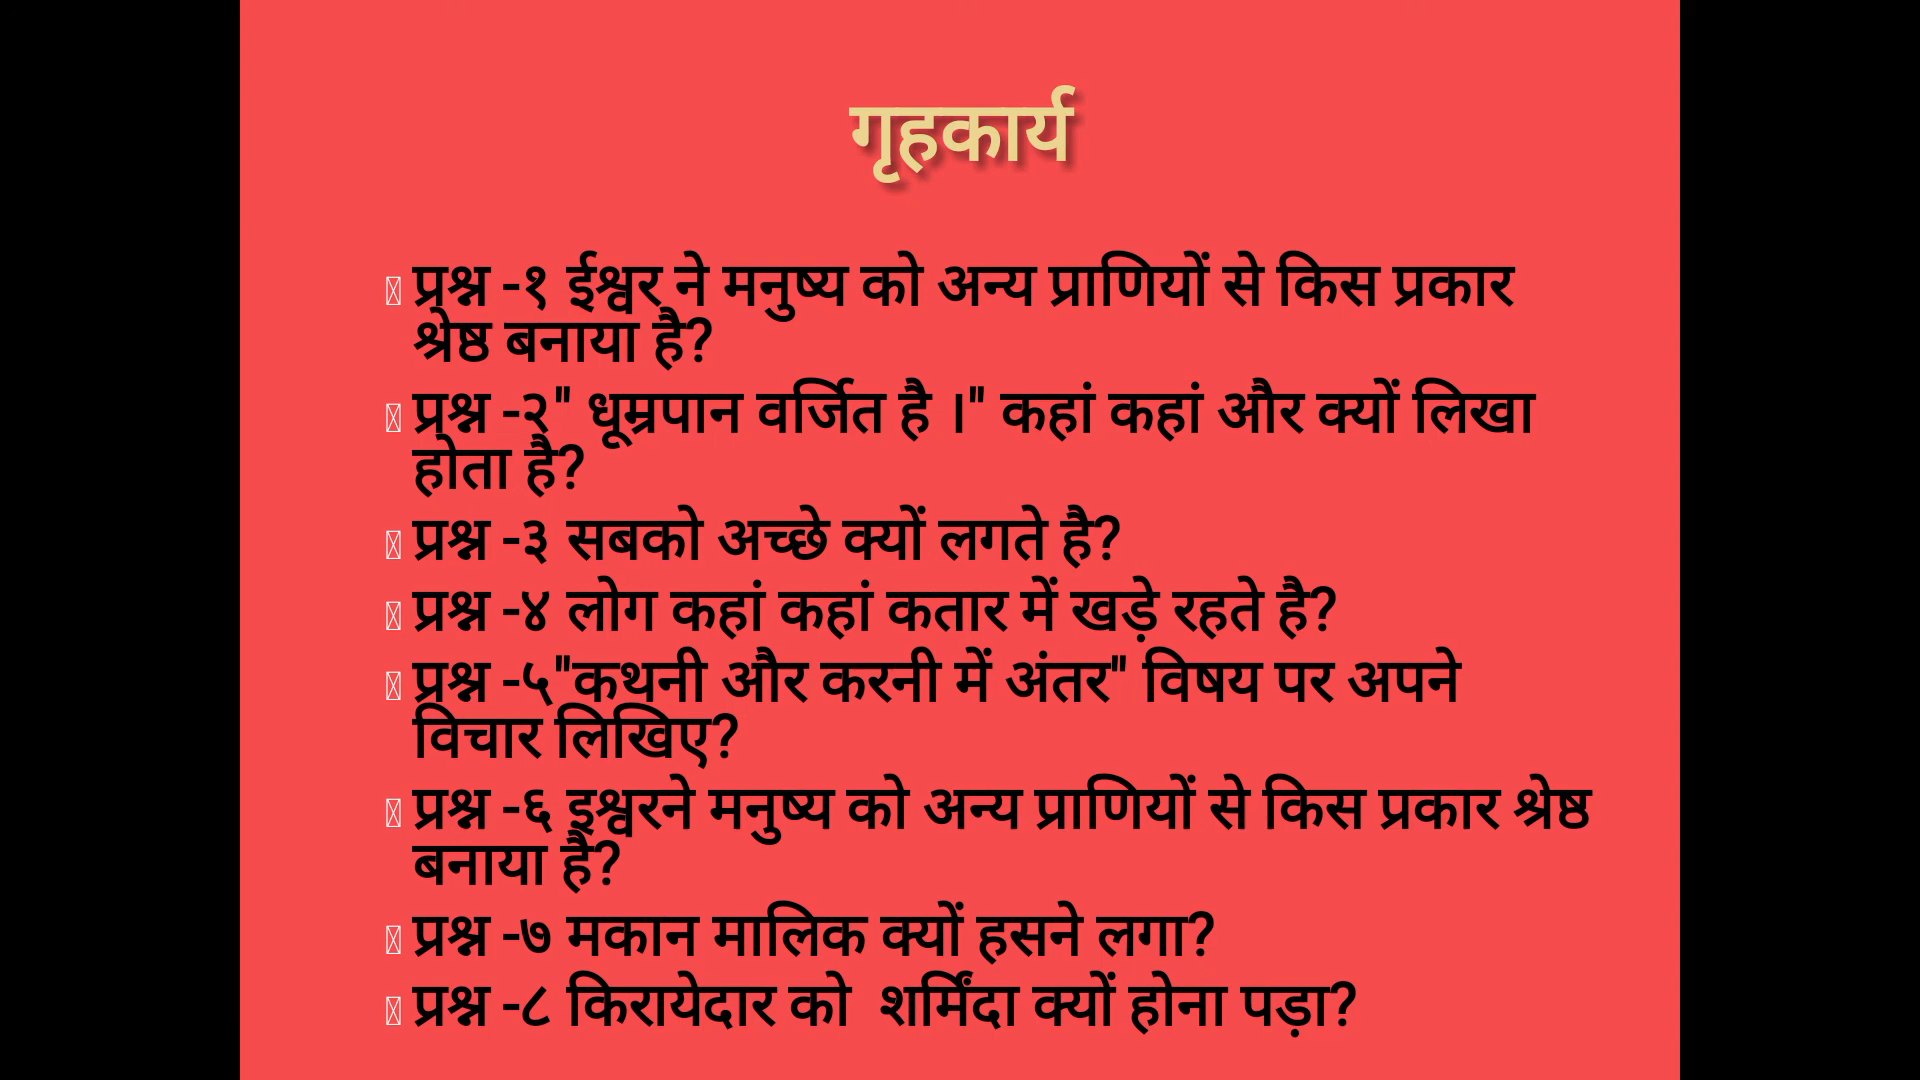 गृहकार्य
प्रश्न -१ ईश्वर ने मनुष्य को अन्य प्राणियों से किस प्रकार
श्रेष्ठ बनाया है?
प्रश्न -२" धूम्रपान वर्जित है ।" कहां कहां और क्यों लिखा
होता है?
प्रश्न -३ सबको अच्छे क्यों लगते है?
प्रश्न -४ लोग कहां कहां कतार में खड़े रहते है?
प्रश्न -५"कथनी और करनी में अंतर" विषय पर अपने
विचार लिखिए?
प्रश्न -६ इश्वरने मनुष्य को अन्य प्राणियों से किस प्रकार श्रेष्ठ
बनाया है?
प्रश्न -७ मकान मालिक क्यों हसने लगा?
प्रश्न -८ किरायेदार को  शर्मिंदा क्यों होना पड़ा?